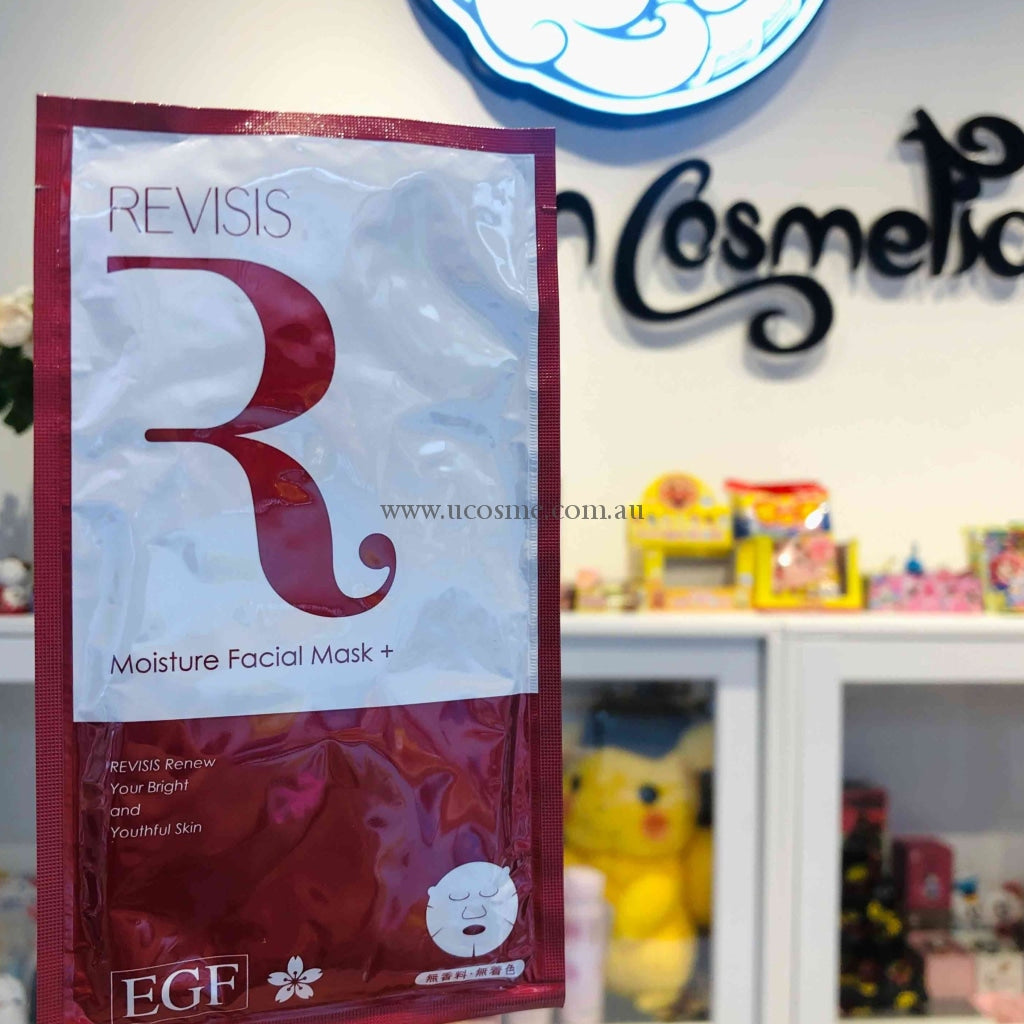 REVISIS
R
n Cosmetic
www.ucosme.com.au
Moisture Facial Mask +
REVISIS Renew
Your Bright
and
Youthful Skin
EGF
無香料・無着色